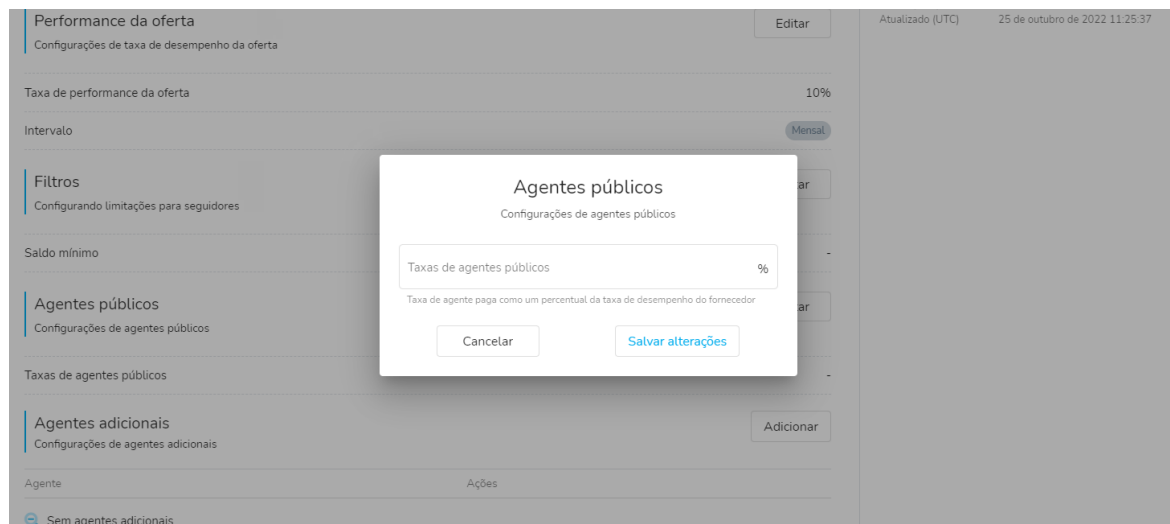 Performance da oferta
Editar
Configurações de taxa de desempenho da oferta
Atualizado (UTC) 25 de outubro de 2022 11:25:37
Taxa de performance da oferta 10%
Intervalo Mensal
Filtros
Configurando limitações para seguidores
ar
Saldo mínimo -
Agentes públicos
Configurações de agentes públicos
ar
Taxas de agentes públicos -
Agentes adicionais
Configurações de agentes adicionais
Adicionar
Agente Ações
Sem agentes adicionais
Agentes públicos
Configurações de agentes públicos
Taxas de agentes públicos %
Taxa de agente paga como um percentual da taxa de desempenho do fornecedor
Cancelar Salvar alterações